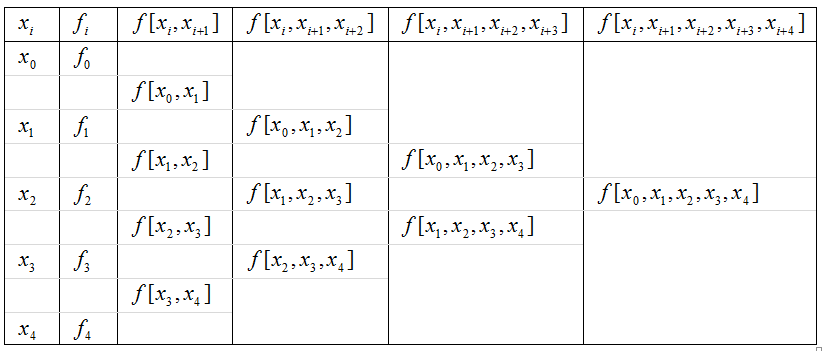 x_i f_i f[x_i,x_{i+1}] f[x_i,x_{i+1},x_{i+2}] f[x_i,x_{i+1},x_{i+2},x_{i+3}] f[x_i,x_{i+1},x_{i+2},x_{i+3},x_{i+4}]
x_0 f_0
f[x_0,x_1]
x_1 f_1 f[x_0,x_1,x_2]
f[x_1,x_2] f[x_0,x_1,x_2,x_3]
x_2 f_2 f[x_1,x_2,x_3] f[x_0,x_1,x_2,x_3,x_4]
f[x_2,x_3] f[x_1,x_2,x_3,x_4]
x_3 f_3 f[x_2,x_3,x_4]
f[x_3,x_4]
x_4 f_4